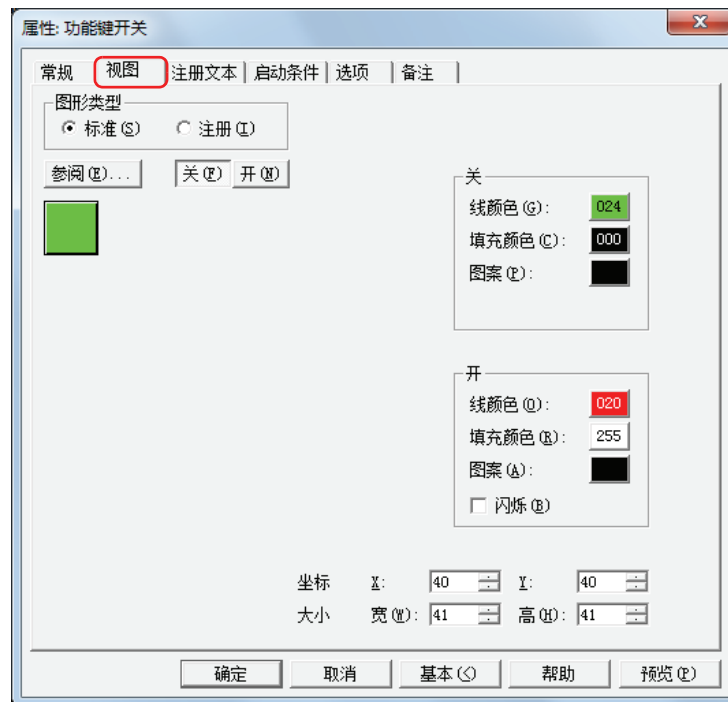 属性: 功能键开关
常规 视图 注册文本 启动条件 选项 备注
图形类型
标准(S) 注册(I)
参阅(E)... 关(F) 开(N)
关
线颜色(G): 024
填充颜色(C): 000
图案(P):
开
线颜色(O): 020
填充颜色(R): 255
图案(A):
闪烁(B)
坐标 X: 40 Y: 40
大小 宽(W): 41 高(H): 41
确定 取消 基本(<) 帮助 预览(P)